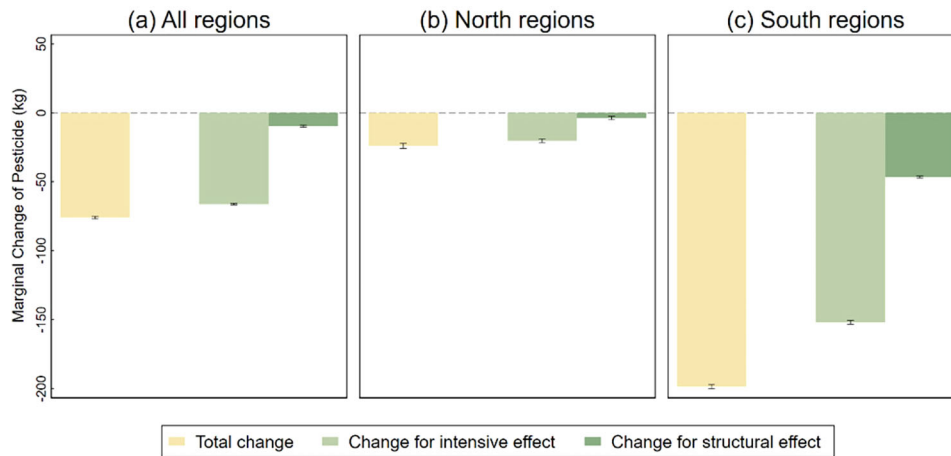 (a) All regions
(b) North regions
(c) South regions
Marginal Change of Pesticide (kg)
50
0
-50
-100
-150
-200
Total change
Change for intensive effect
Change for structural effect